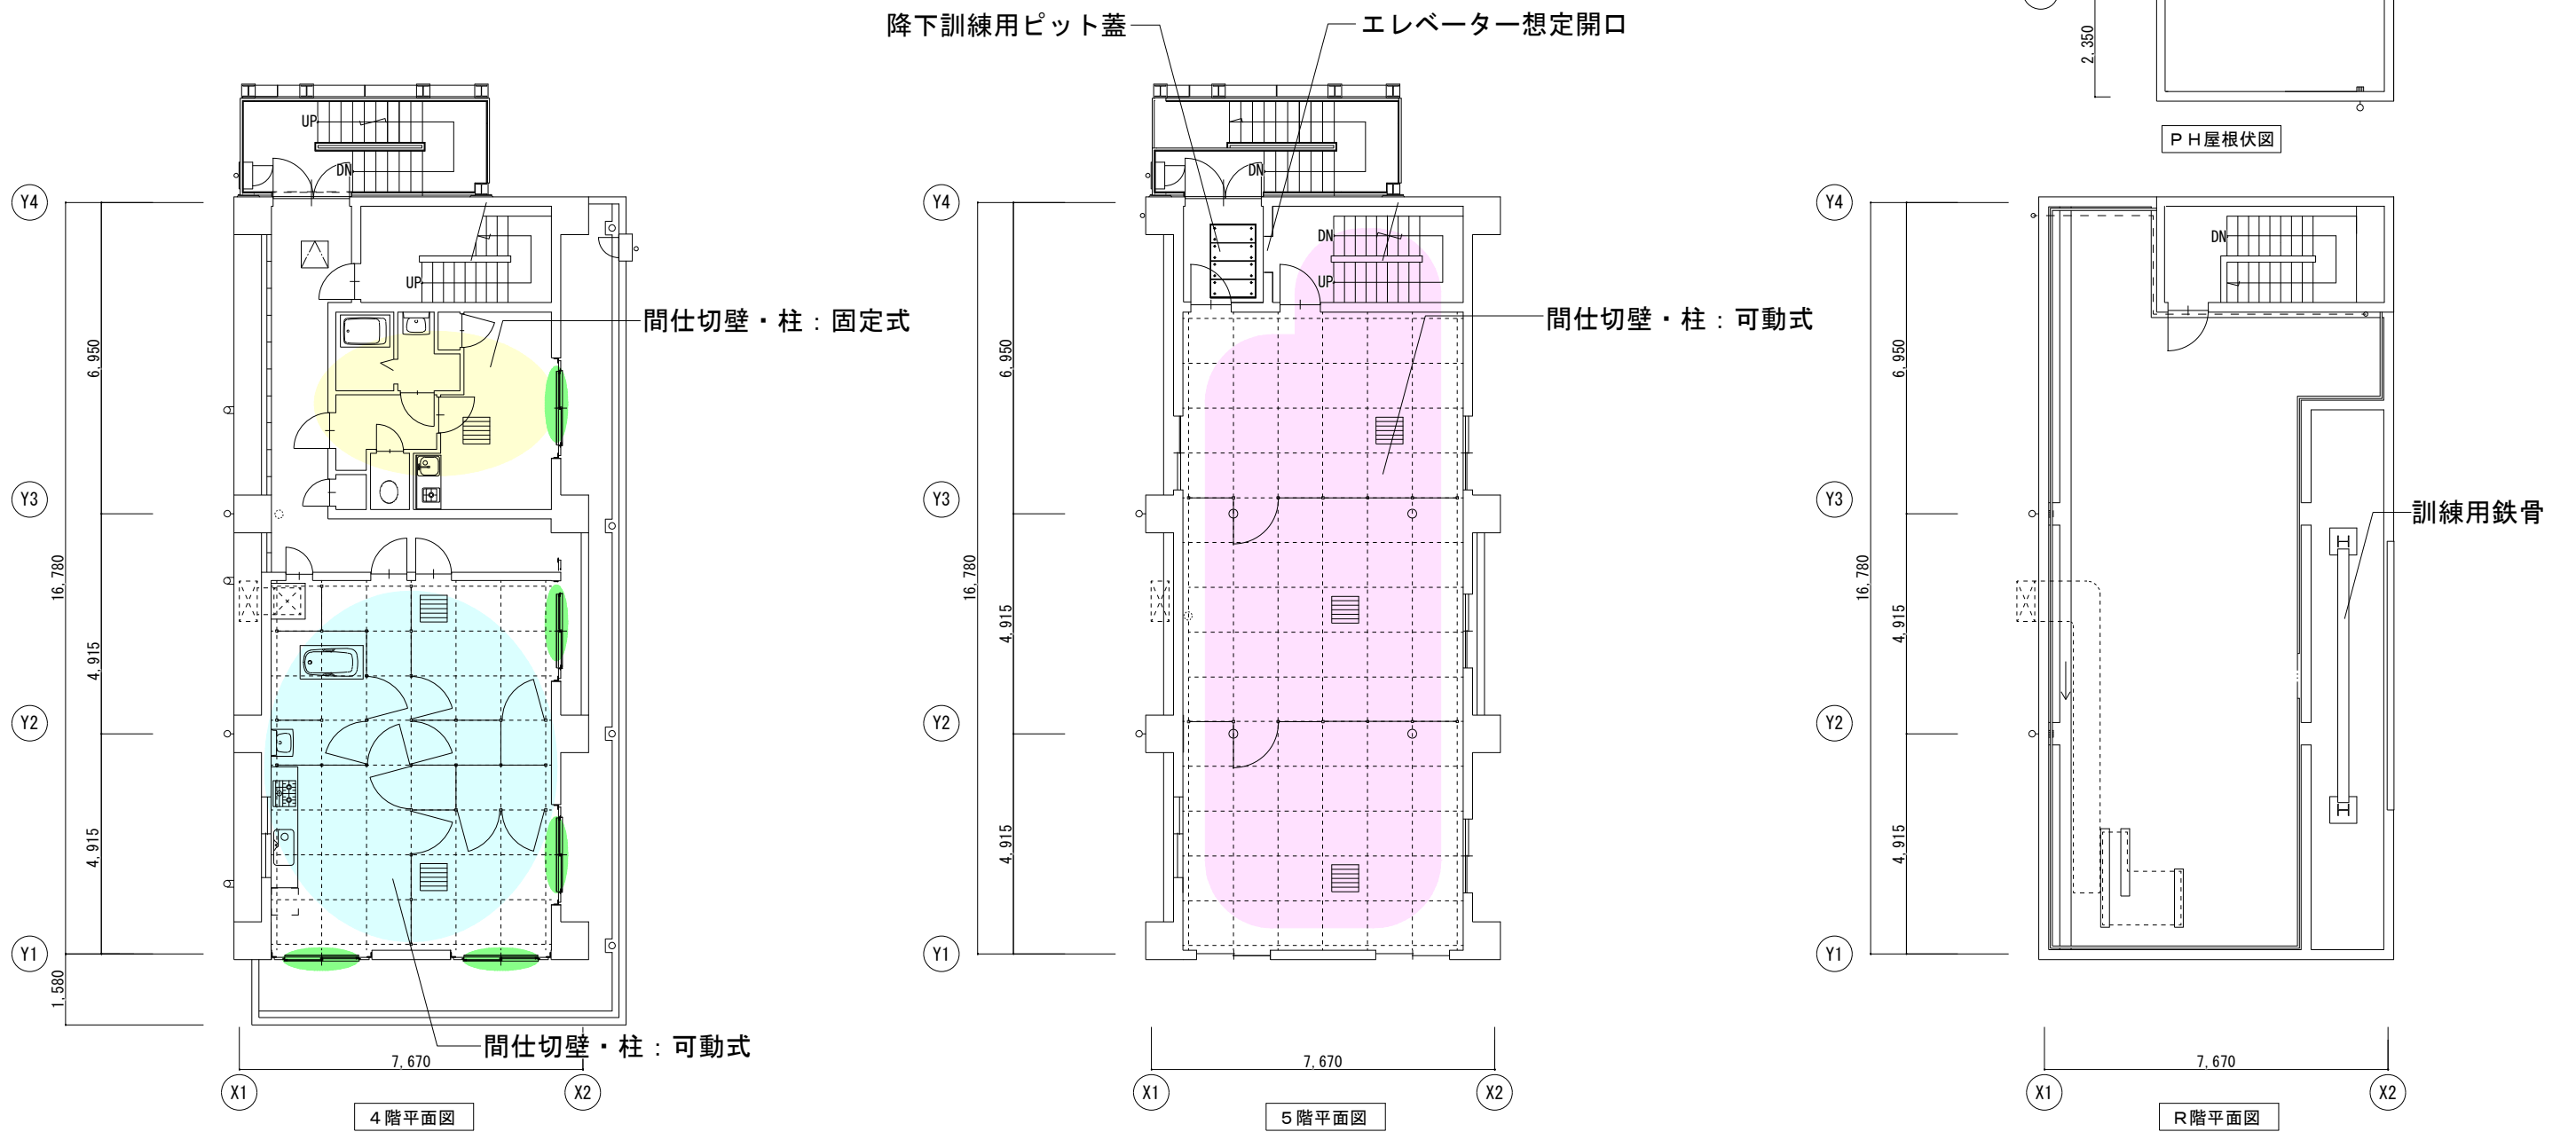 降下訓練用ピット蓋
エレベーター想定開口
2,350
PH屋根伏図
UP
DN
Y4
UP
間仕切壁・柱：固定式
6,950
Y3
16,780
4,915
Y2
4,915
Y1
1,580
間仕切壁・柱：可動式
7,670
X1
X2
4階平面図
DN
Y4
DN
UP
間仕切壁・柱：可動式
6,950
Y3
16,780
4,915
Y2
4,915
Y1
7,670
X1
X2
5階平面図
Y4
DN
6,950
Y3
訓練用鉄骨
H
16,780
4,915
Y2
H
4,915
Y1
7,670
X1
X2
R階平面図